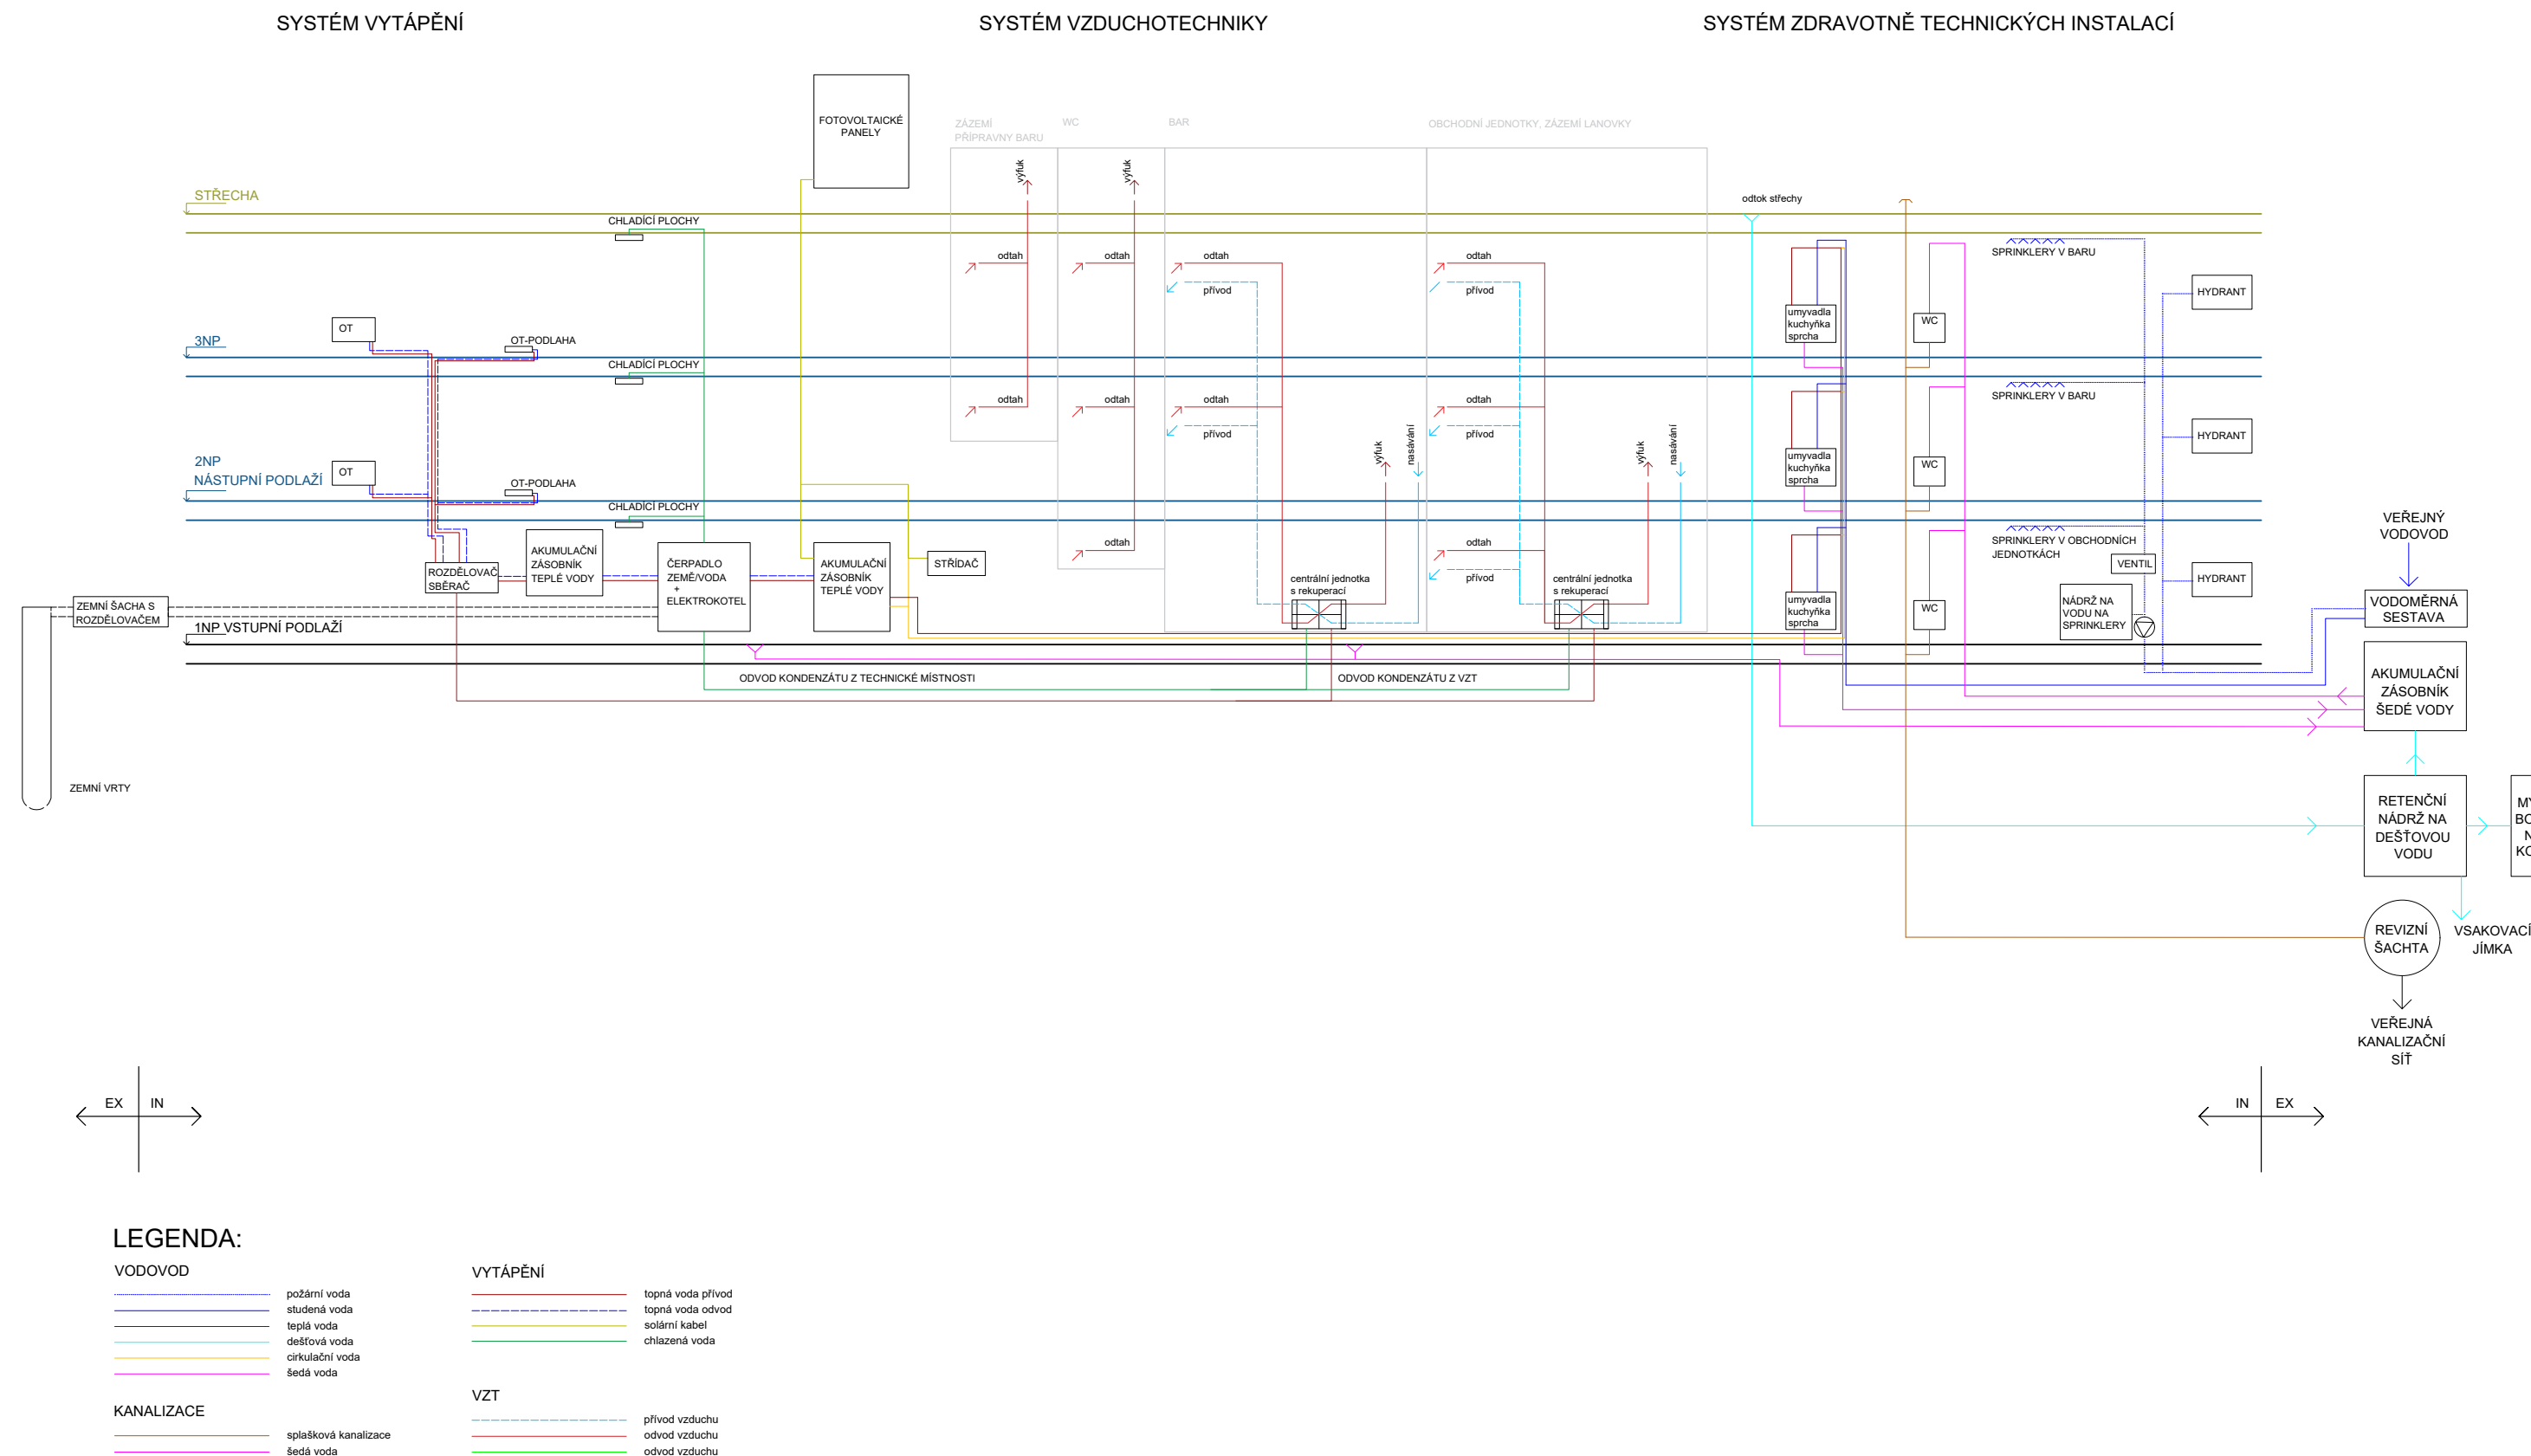 SYSTÉM VYTÁPĚNÍ
SYSTÉM VZDUCHOTECHNIKY
SYSTÉM ZDRAVOTNĚ TECHNICKÝCH INSTALACÍ
FOTOVOLTAICKÉ
PANELY
ZÁZEMÍ
PŘÍPRAVNY BARU
WC
BAR
OBCHODNÍ JEDNOTKY, ZÁZEMÍ LANOVKY
výfuk
výfuk
STŘECHA
CHLADÍCÍ PLOCHY
odtok střechy
odtah
odtah
odtah
přívod
odtah
přívod
SPRINKLERY V BARU
HYDRANT
umyvadla
kuchyňka
sprcha
WC
OT
OT-PODLAHA
3NP
CHLADÍCÍ PLOCHY
odtah
odtah
odtah
přívod
odtah
přívod
SPRINKLERY V BARU
HYDRANT
výfuk
nasávání
výfuk
nasávání
umyvadla
kuchyňka
sprcha
WC
2NP
NÁSTUPNÍ PODLAŽÍ
OT
OT-PODLAHA
CHLADÍCÍ PLOCHY
VEŘEJNÝ
VODOVOD
odtah
odtah
přívod
SPRINKLERY V OBCHODNÍCH
JEDNOTKÁCH
VENTIL
HYDRANT
AKUMULAČNÍ
ZÁSOBNÍK
TEPLÉ VODY
ČERPADLO
ZEMĚ/VODA
+
ELEKTROKOTEL
AKUMULAČNÍ
ZÁSOBNÍK
TEPLÉ VODY
STŘÍDAČ
ROZDĚLOVAČ
SBĚRAČ
centrální jednotka
s rekuperací
centrální jednotka
s rekuperací
umyvadla
kuchyňka
sprcha
WC
NÁDRŽ NA
VODU NA
SPRINKLERY
VODOMĚRNÁ
SESTAVA
ZEMNÍ ŠACHA S
ROZDĚLOVAČEM
1NP VSTUPNÍ PODLAŽÍ
ODVOD KONDENZÁTU Z TECHNICKÉ MÍSTNOSTI
ODVOD KONDENZÁTU Z VZT
AKUMULAČNÍ
ZÁSOBNÍK
ŠEDÉ VODY
ZEMNÍ VRTY
RETENČNÍ
NÁDRŽ NA
DEŠŤOVOU
VODU
REVIZNÍ
ŠACHTA
VSAKOVACÍ
JÍMKA
VEŘEJNÁ
KANALIZAČNÍ
SÍŤ
EX
IN
IN
EX
LEGENDA:
VODOVOD
požární voda
studená voda
teplá voda
dešťová voda
cirkulační voda
šedá voda
KANALIZACE
splašková kanalizace
šedá voda
VYTÁPĚNÍ
topná voda přívod
topná voda odvod
solární kabel
chlazená voda
VZT
přívod vzduchu
odvod vzduchu
odvod vzduchu